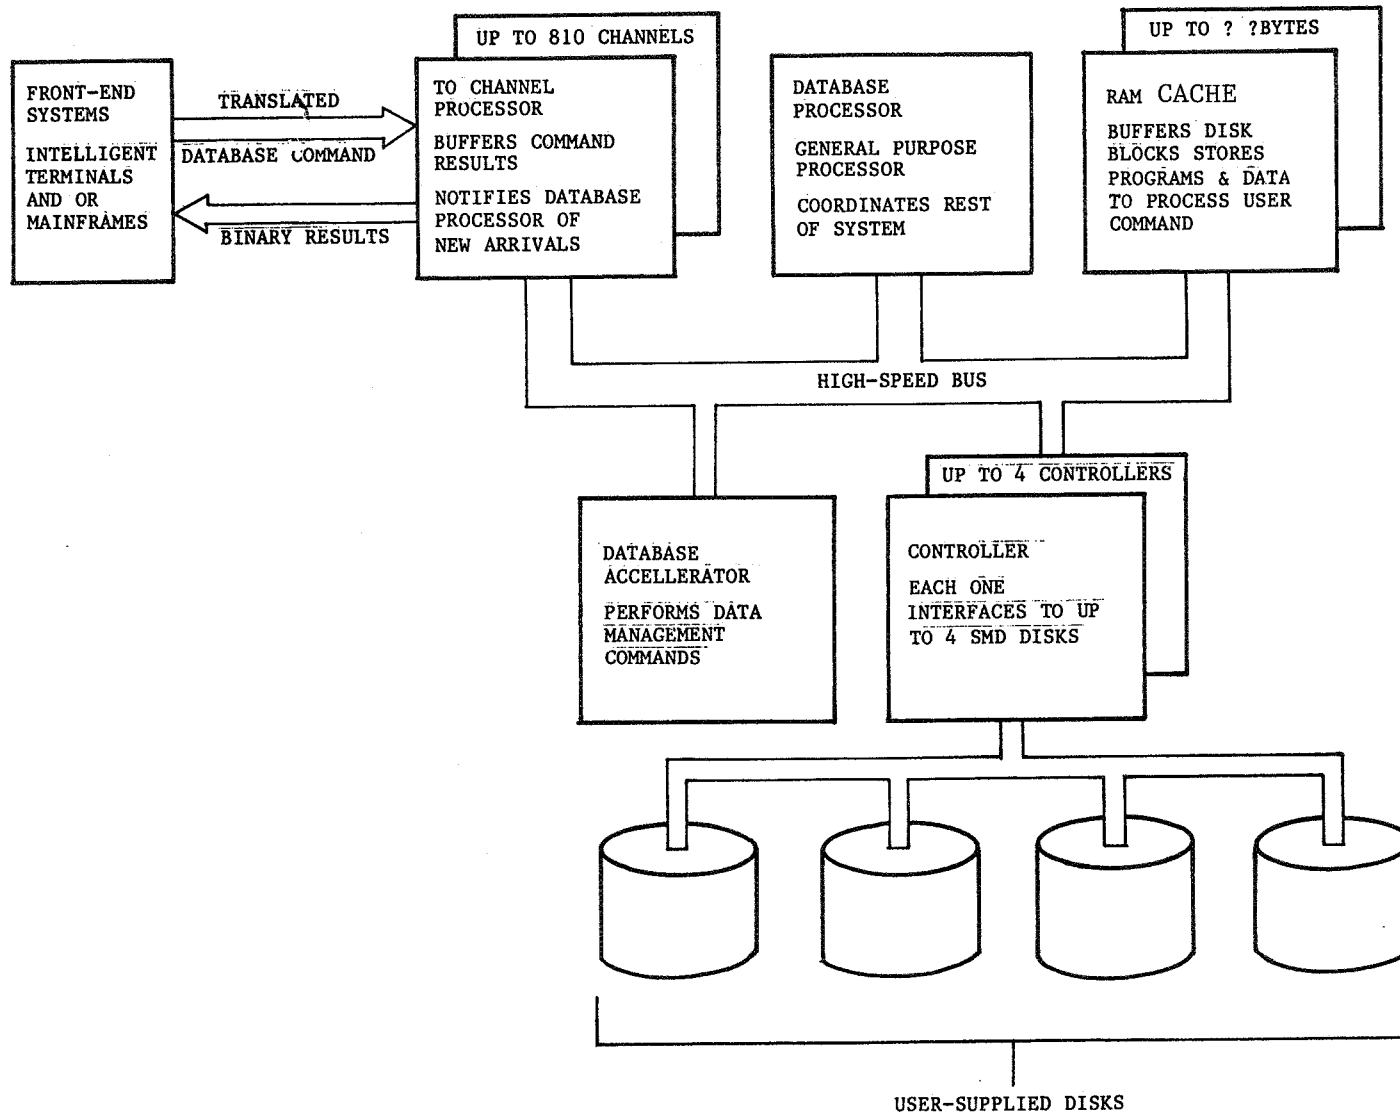 UP TO 810 CHANNELS
UP TO ? ?BYTES
FRONT-END
SYSTEMS
INTELLIGENT
TERMINALS
AND OR
MAINFRAMES
TRANSLATED
DATABASE COMMAND
BINARY RESULTS
TO CHANNEL
PROCESSOR
BUFFERS COMMAND
RESULTS
NOTIFIES DATABASE
PROCESSOR OF
NEW ARRIVALS
DATABASE
PROCESSOR
GENERAL PURPOSE
PROCESSOR
COORDINATES REST
OF SYSTEM
RAM CACHE
BUFFERS DISK
BLOCKS STORES
PROGRAMS & DATA
TO PROCESS USER
COMMAND
HIGH-SPEED BUS
UP TO 4 CONTROLLERS
DATABASE
ACCELLERATOR
PERFORMS DATA
MANAGEMENT
COMMANDS
CONTROLLER
EACH ONE
INTERFACES TO UP
TO 4 SMD DISKS
USER-SUPPLIED DISKS